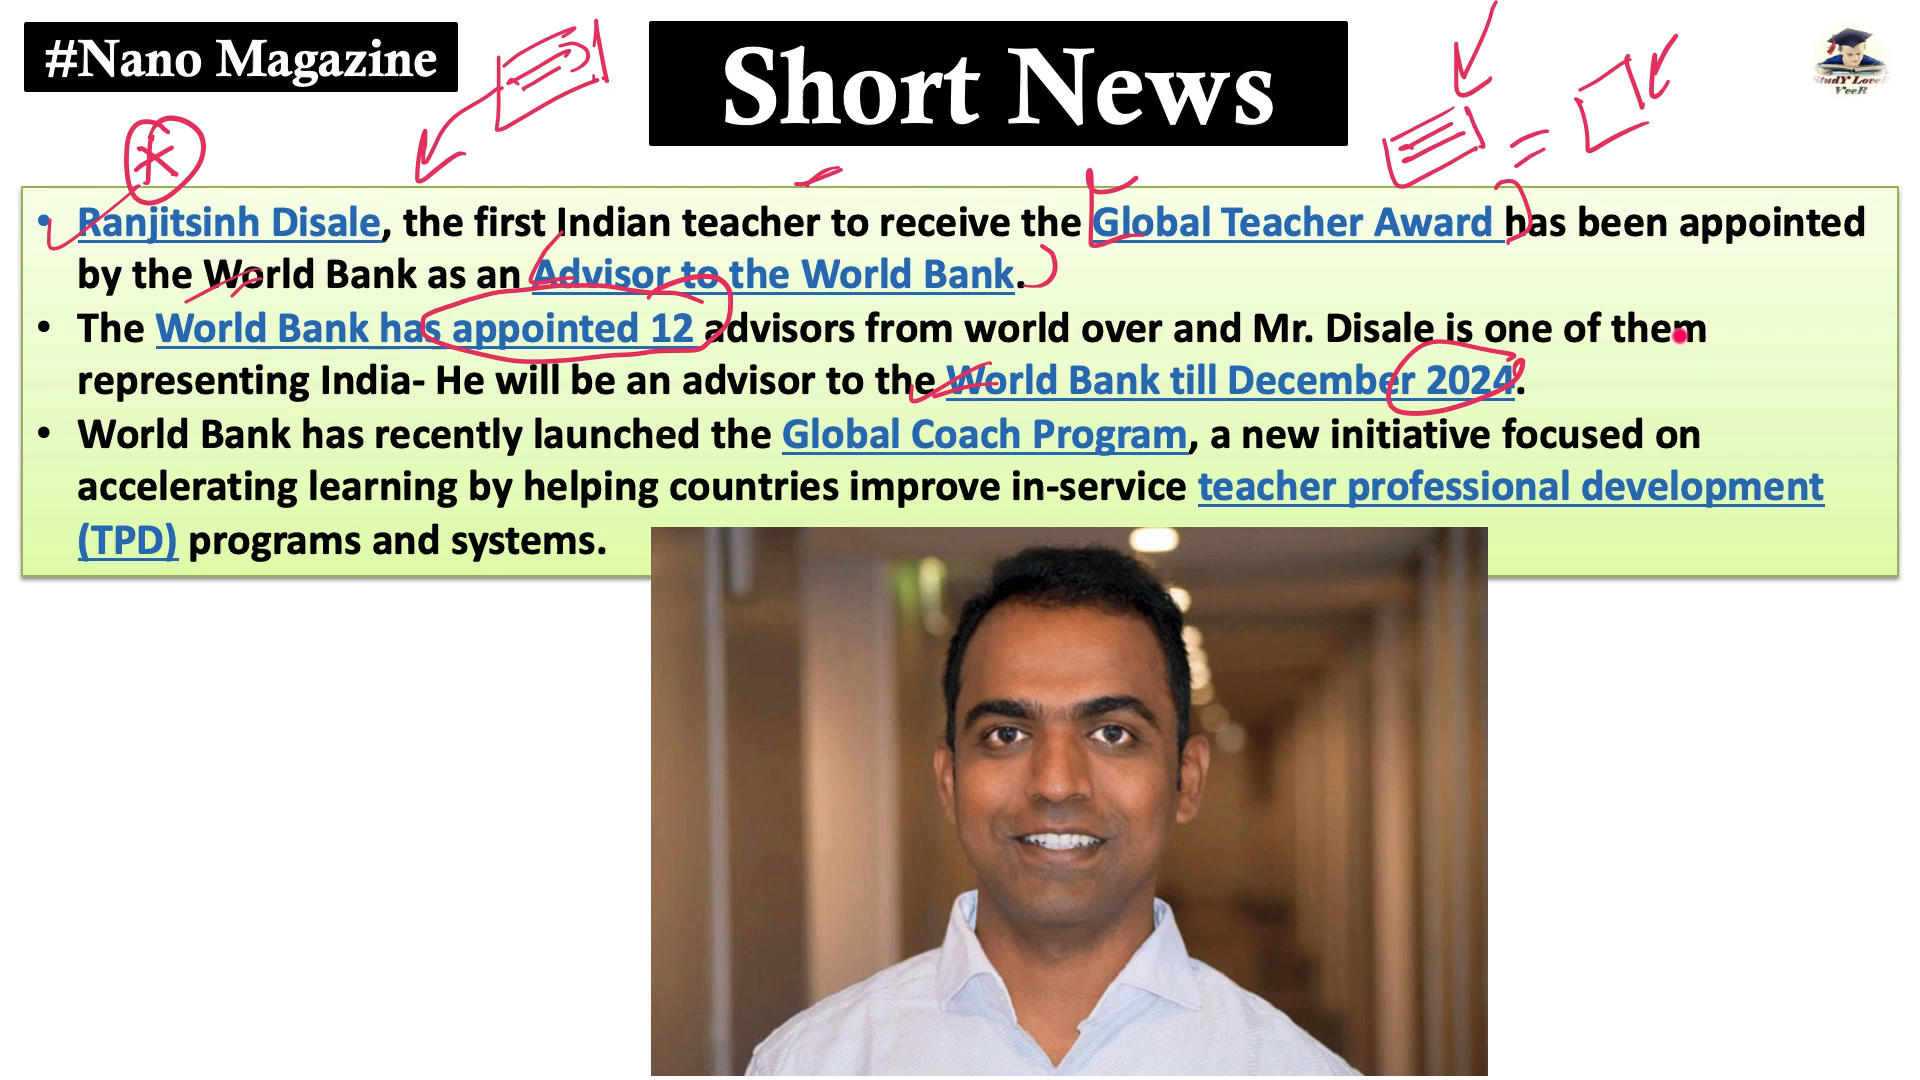 #Nano Magazine
Short News
StudY LoveR
VeeR
• Ranjitsinh Disale, the first Indian teacher to receive the Global Teacher Award has been appointed
by the World Bank as an Advisor to the World Bank.
• The World Bank has appointed 12 advisors from world over and Mr. Disale is one of them
representing India- He will be an advisor to the World Bank till December 2024.
• World Bank has recently launched the Global Coach Program, a new initiative focused on
accelerating learning by helping countries improve in-service teacher professional development
(TPD) programs and systems.